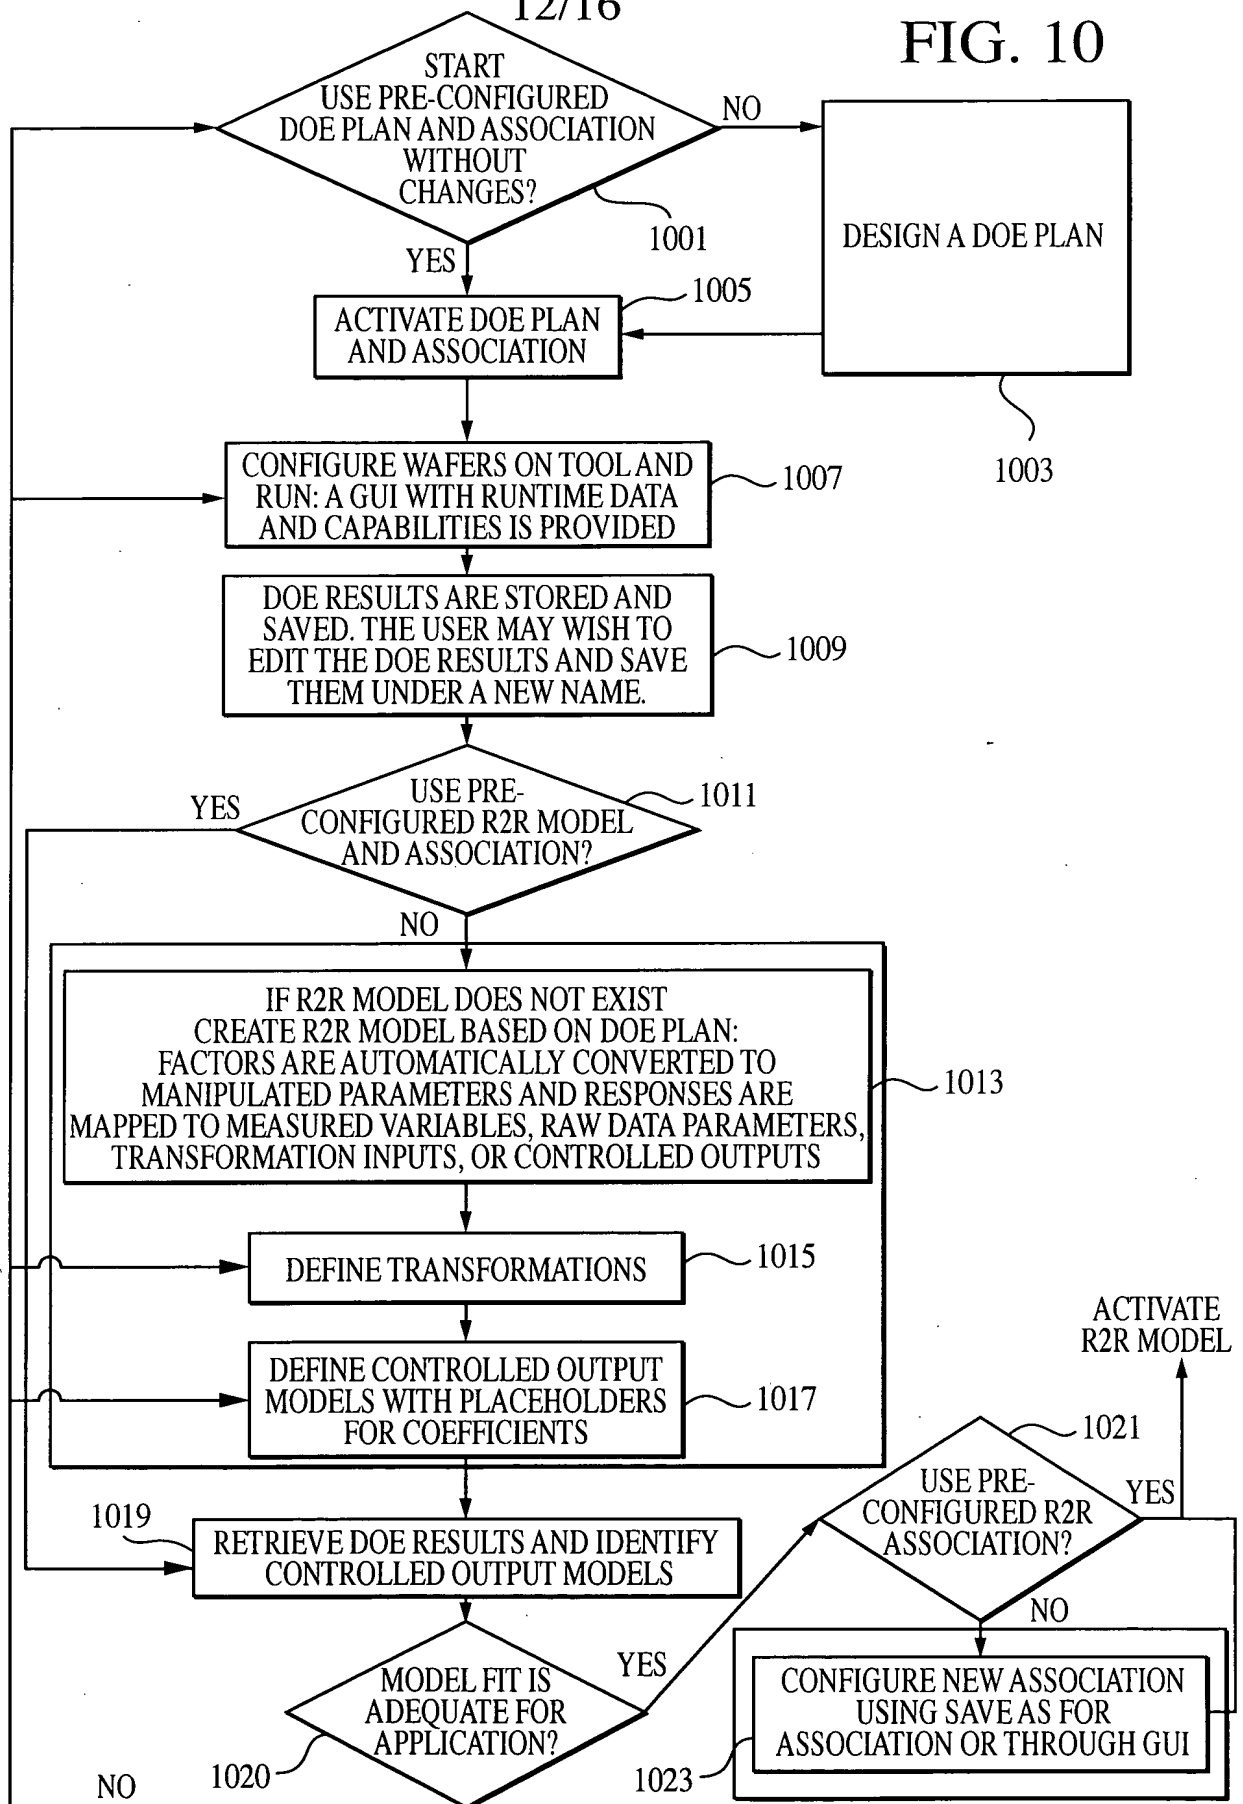 12/16
FIG. 10
START
USE PRE-CONFIGURED
DOE PLAN AND ASSOCIATION
WITHOUT
CHANGES?
NO
1001
YES
DESIGN A DOE PLAN
1003
ACTIVATE DOE PLAN
AND ASSOCIATION
1005
CONFIGURE WAFERS ON TOOL AND
RUN: A GUI WITH RUNTIME DATA
AND CAPABILITIES IS PROVIDED
1007
DOE RESULTS ARE STORED AND
SAVED. THE USER MAY WISH TO
EDIT THE DOE RESULTS AND SAVE
THEM UNDER A NEW NAME.
1009
YES
USE PRE-
CONFIGURED R2R MODEL
AND ASSOCIATION?
1011
NO
IF R2R MODEL DOES NOT EXIST
CREATE R2R MODEL BASED ON DOE PLAN:
FACTORS ARE AUTOMATICALLY CONVERTED TO
MANIPULATED PARAMETERS AND RESPONSES ARE
MAPPED TO MEASURED VARIABLES, RAW DATA PARAMETERS,
TRANSFORMATION INPUTS, OR CONTROLLED OUTPUTS
1013
DEFINE TRANSFORMATIONS
1015
DEFINE CONTROLLED OUTPUT
MODELS WITH PLACEHOLDERS
FOR COEFFICIENTS
1017
1019
RETRIEVE DOE RESULTS AND IDENTIFY
CONTROLLED OUTPUT MODELS
MODEL FIT IS
ADEQUATE FOR
APPLICATION?
YES
1020
NO
ACTIVATE
R2R MODEL
1021
USE PRE-
CONFIGURED R2R
ASSOCIATION?
YES
NO
CONFIGURE NEW ASSOCIATION
USING SAVE AS FOR
ASSOCIATION OR THROUGH GUI
1023